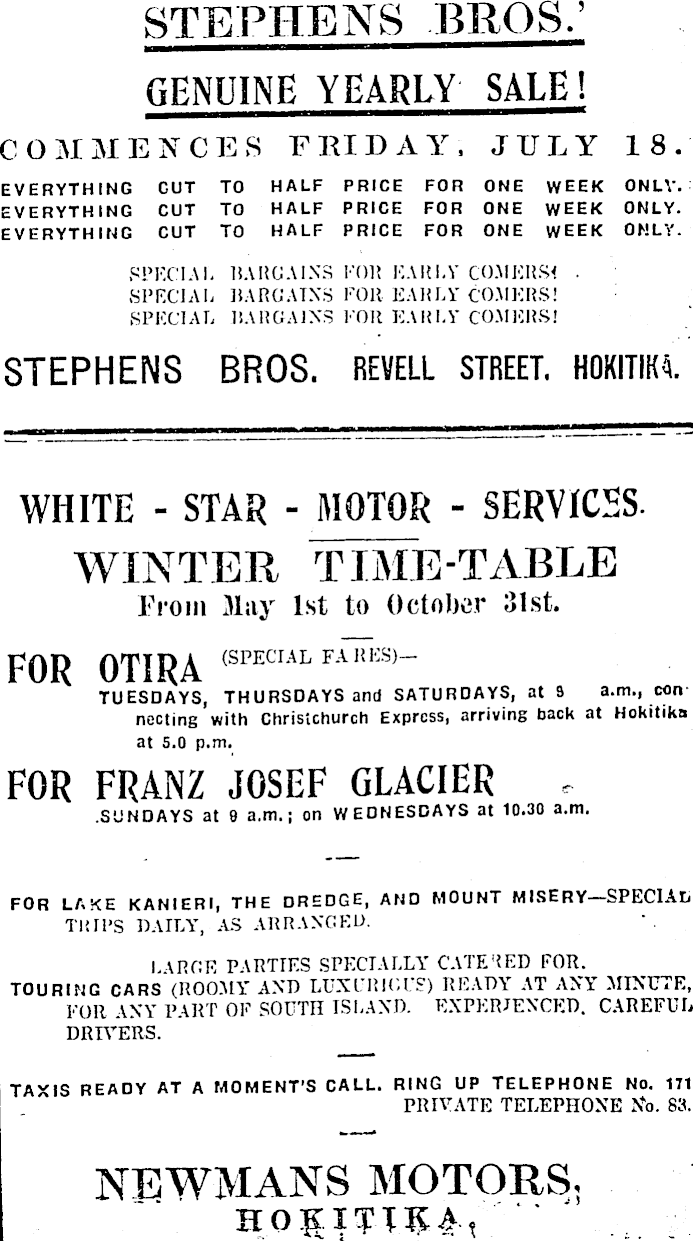 STEPHENS BROS.'
GENUINE YEARLY SALE!
COMMENCES FRIDAY, JULY 18.
EVERYTHING CUT TO HALF PRICE FOR ONE WEEK ONLY.
EVERYTHING CUT TO HALF PRICE FOR ONE WEEK ONLY.
EVERYTHING CUT TO HALF PRICE FOR ONE WEEK ONLY.
SPECIAL BARGAINS FOR EARLY COMERS!
SPECIAL BARGAINS FOR EARLY COMERS!
SPECIAL BARGAINS FOR EARLY COMERS!
STEPHENS BROS. REVELL STREET. HOKITIKA.
WHITE - STAR - MOTOR - SERVICES.
WINTER TIME-TABLE
From May 1st to October 31st.
FOR OTIRA (SPECIAL FARES)—
TUESDAYS, THURSDAYS and SATURDAYS, at 9 a.m., con-
necting with Christchurch Express, arriving back at Hokitika
at 5.0 p.m.
FOR FRANZ JOSEF GLACIER
SUNDAYS at 9 a.m.; on WEDNESDAYS at 10.30 a.m.
FOR LAKE KANIERI, THE DREDGE, AND MOUNT MISERY—SPECIAL
TRIPS DAILY, AS ARRANGED.
LARGE PARTIES SPECIALLY CATERED FOR.
TOURING CARS (ROOMY AND LUXURIOUS) READY AT ANY MINUTE,
FOR ANY PART OF SOUTH ISLAND. EXPERIENCED, CAREFUL
DRIVERS.
TAXIS READY AT A MOMENT'S CALL. RING UP TELEPHONE No. 171
PRIVATE TELEPHONE No. 83.
NEWMANS MOTORS,
HOKITIKA,